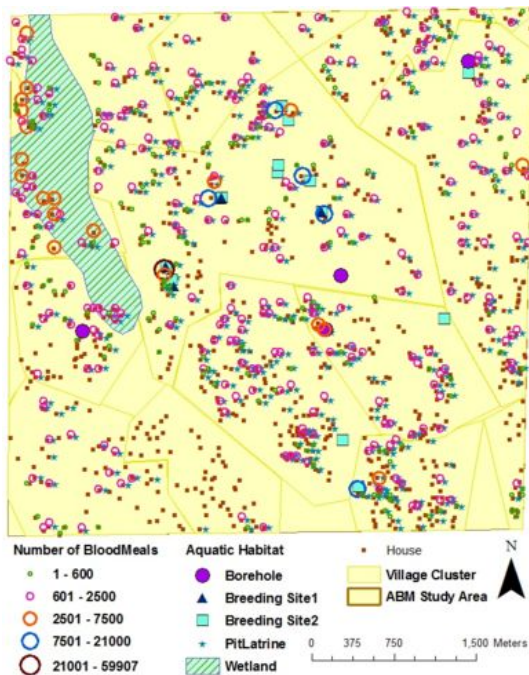 Number of BloodMeals
1 - 600
601 - 2500
2501 - 7500
7501 - 21000
21001 - 59907
Aquatic Habitat
Borehole
Breeding Site1
Breeding Site2
PitLatrine
Wetland
House
Village Cluster
ABM Study Area
N
0 375 750 1,500 Meters